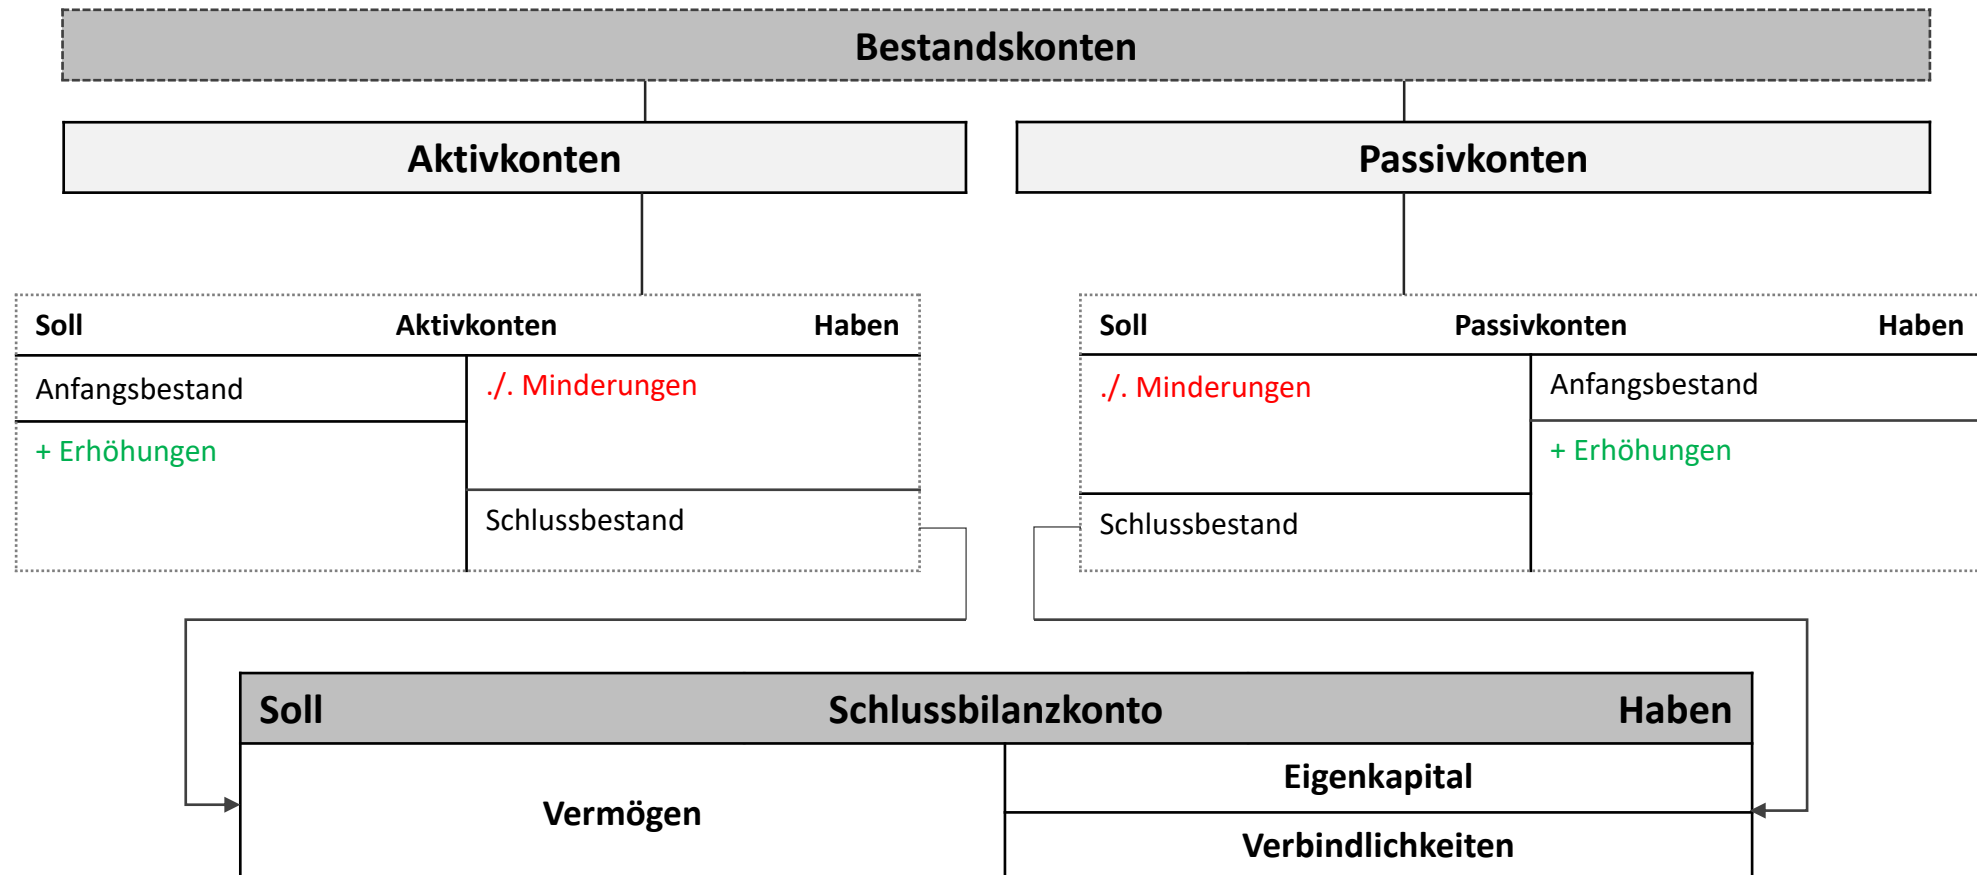 Bestandskonten
Aktivkonten
Passivkonten
Soll Aktivkonten Haben
Anfangsbestand
./. Minderungen
+ Erhöhungen
Schlussbestand
Soll Passivkonten Haben
./. Minderungen
Anfangsbestand
+ Erhöhungen
Schlussbestand
Soll Schlussbilanzkonto Haben
Vermögen
Eigenkapital
Verbindlichkeiten